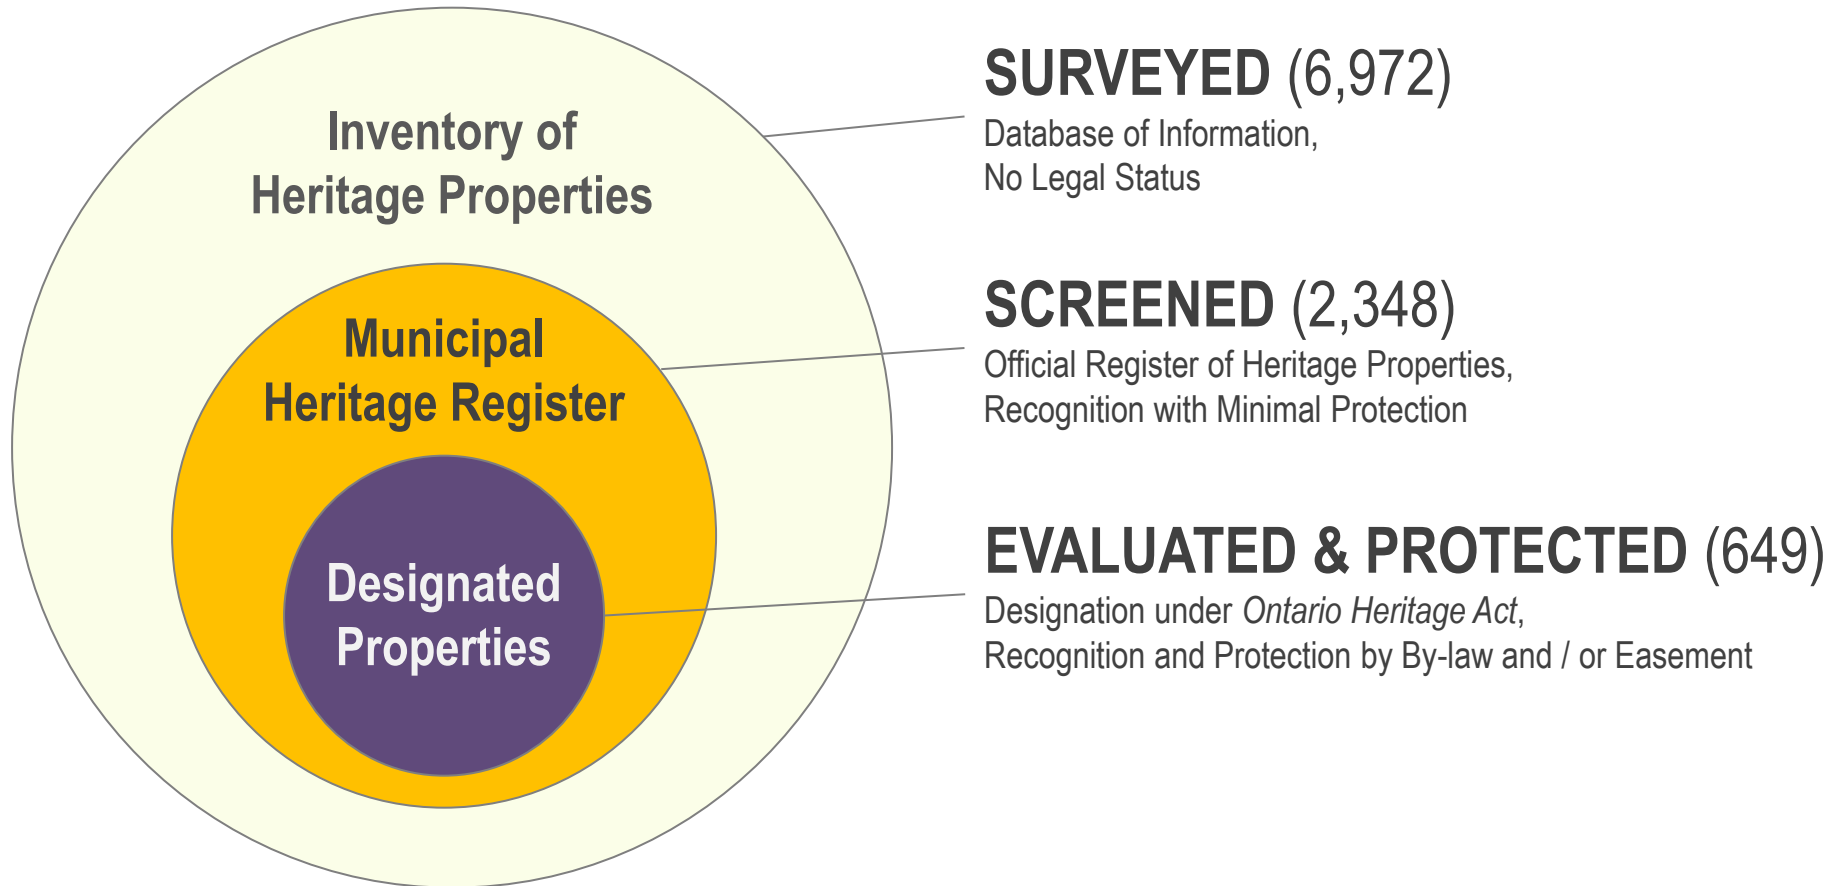 Inventory of
Heritage Properties
Municipal
Heritage Register
Designated
Properties
SURVEYED (6,972)
Database of Information,
No Legal Status
SCREENED (2,348)
Official Register of Heritage Properties,
Recognition with Minimal Protection
EVALUATED & PROTECTED (649)
Designation under Ontario Heritage Act,
Recognition and Protection by By-law and / or Easement